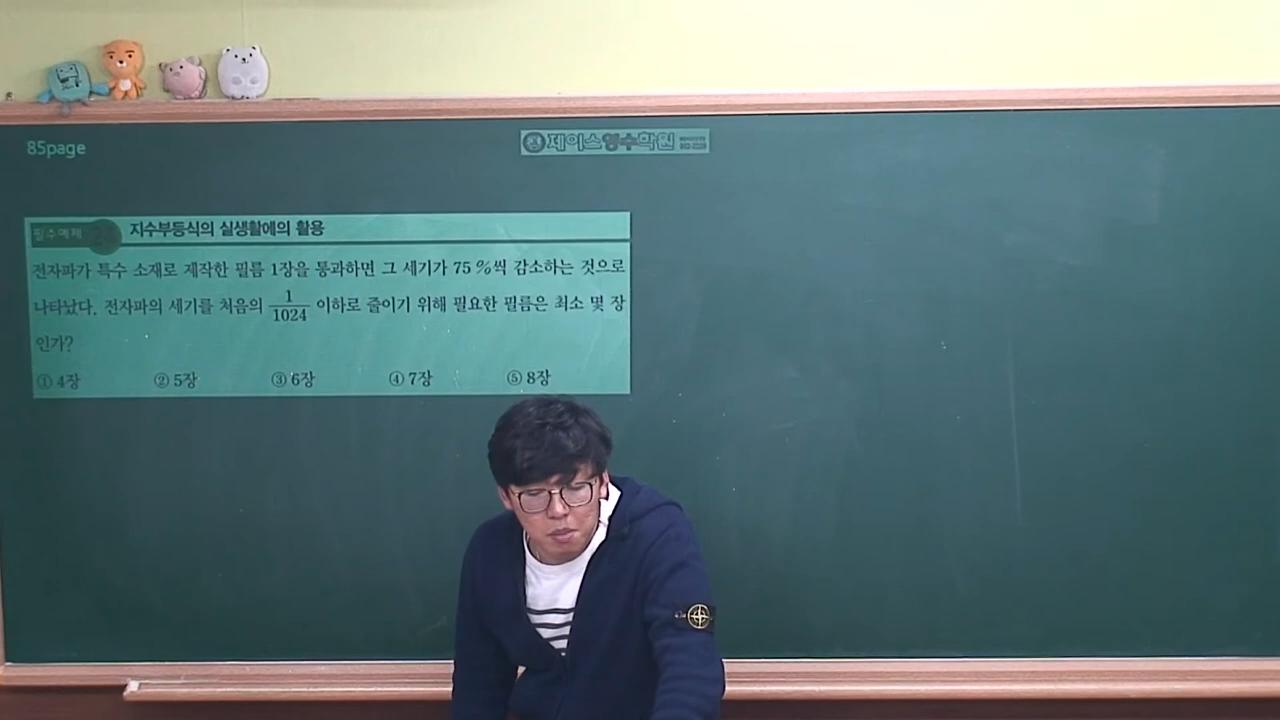 85page
제이스영수학원
필수예제
지수부등식의 실생활에의 활용
전자파가 특수 소재로 제작한 필름 1장을 통과하면 그 세기가 75 %씩 감소하는 것으로
나타났다. 전자파의 세기를 처음의 1/1024 이하로 줄이기 위해 필요한 필름은 최소 몇 장
인가?
① 4장 ② 5장 ③ 6장 ④ 7장 ⑤ 8장